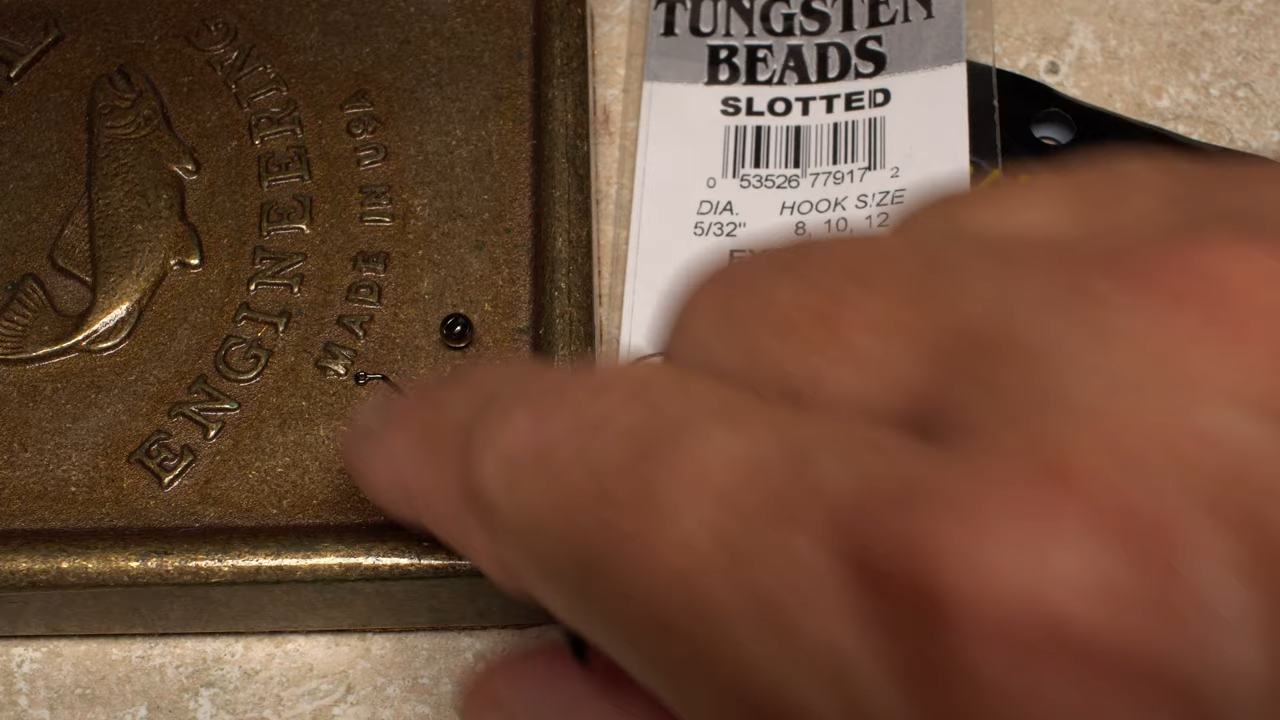 ENGINEERING
MADE IN USA
TUNGSTEN
BEADS
SLOTTED
0 53526 77917 2
DIA. HOOK SIZE
5/32" 8, 10, 12